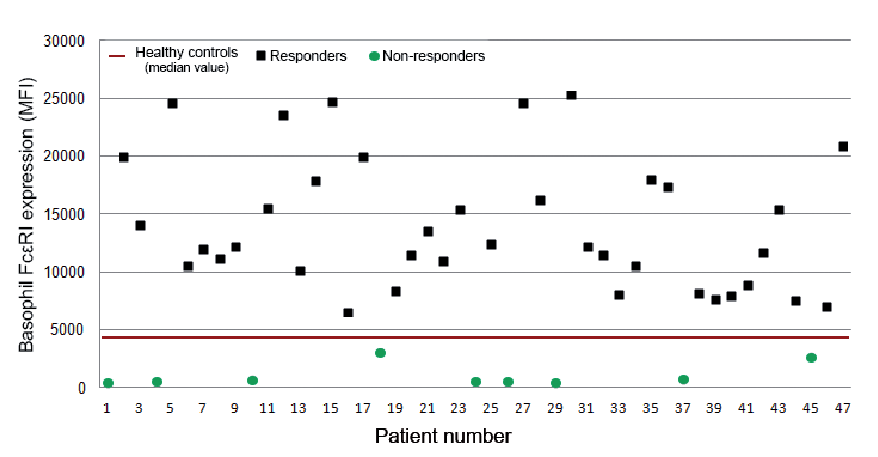 30000
Healthy controls
(median value)
Responders
Non-responders
25000
20000
15000
10000
5000
0
Basophil FcεRI expression (MFI)
1 3 5 7 9 11 13 15 17 19 21 23 25 27 29 31 33 35 37 39 41 43 45 47
Patient number